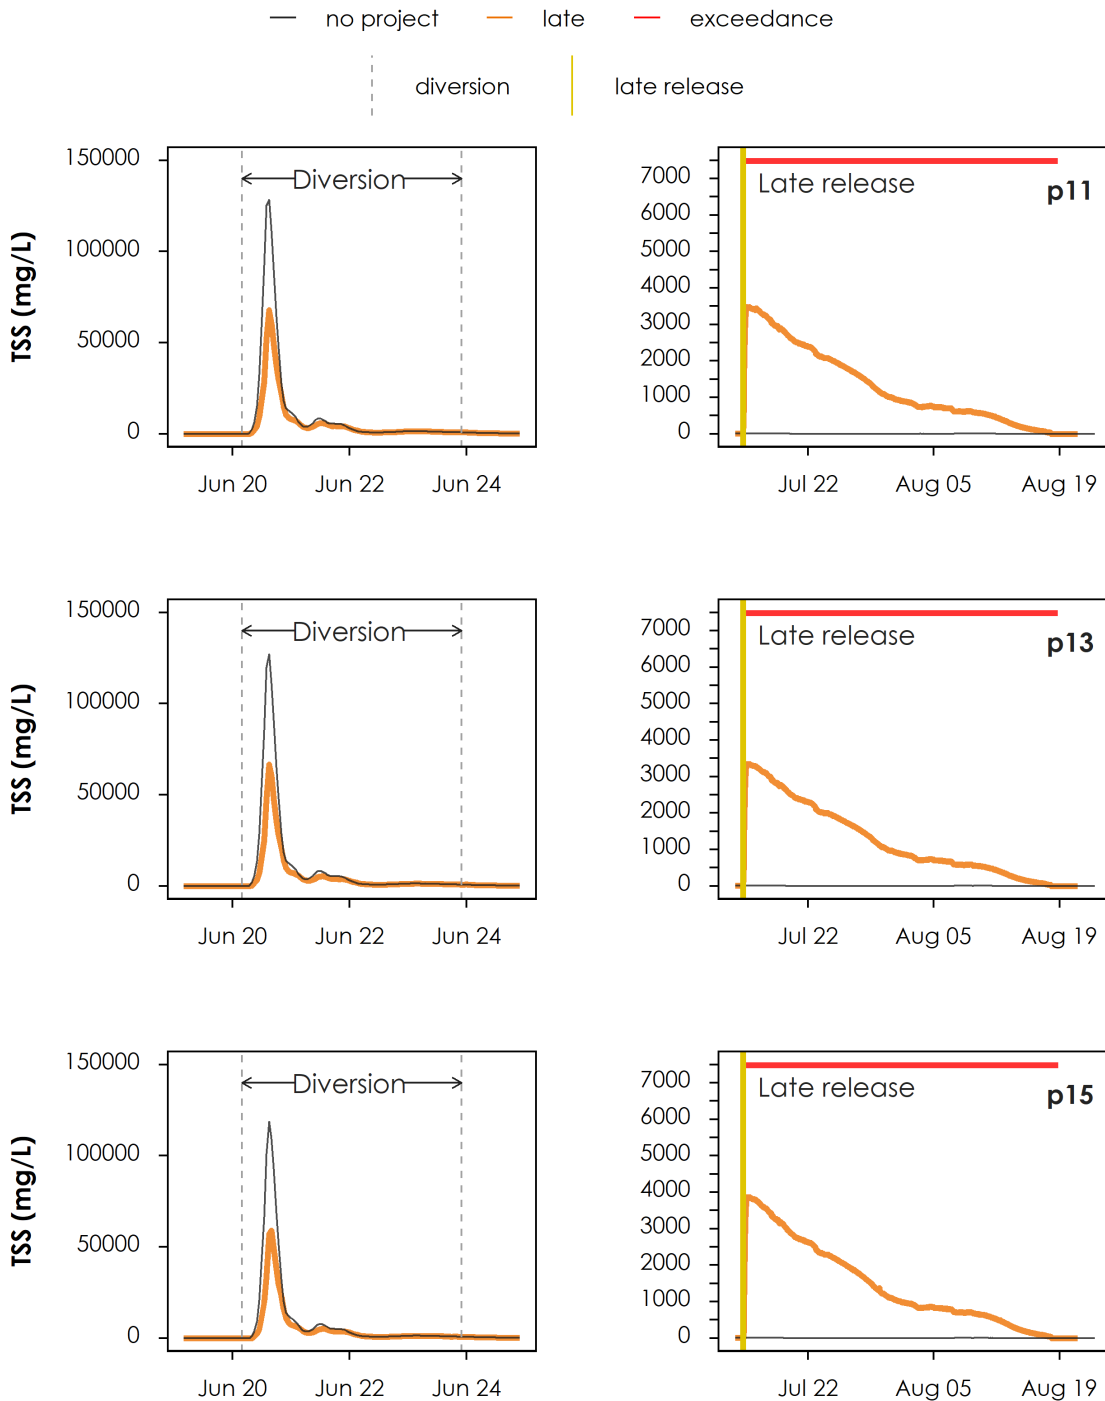 no project late exceedance
diversion late release
TSS (mg/L)
150000
100000
50000
0
Diversion
Jun 20 Jun 22 Jun 24
7000
6000
5000
4000
3000
2000
1000
0
Late release
p11
Jul 22 Aug 05 Aug 19
TSS (mg/L)
150000
100000
50000
0
Diversion
Jun 20 Jun 22 Jun 24
7000
6000
5000
4000
3000
2000
1000
0
Late release
p13
Jul 22 Aug 05 Aug 19
TSS (mg/L)
150000
100000
50000
0
Diversion
Jun 20 Jun 22 Jun 24
7000
6000
5000
4000
3000
2000
1000
0
Late release
p15
Jul 22 Aug 05 Aug 19